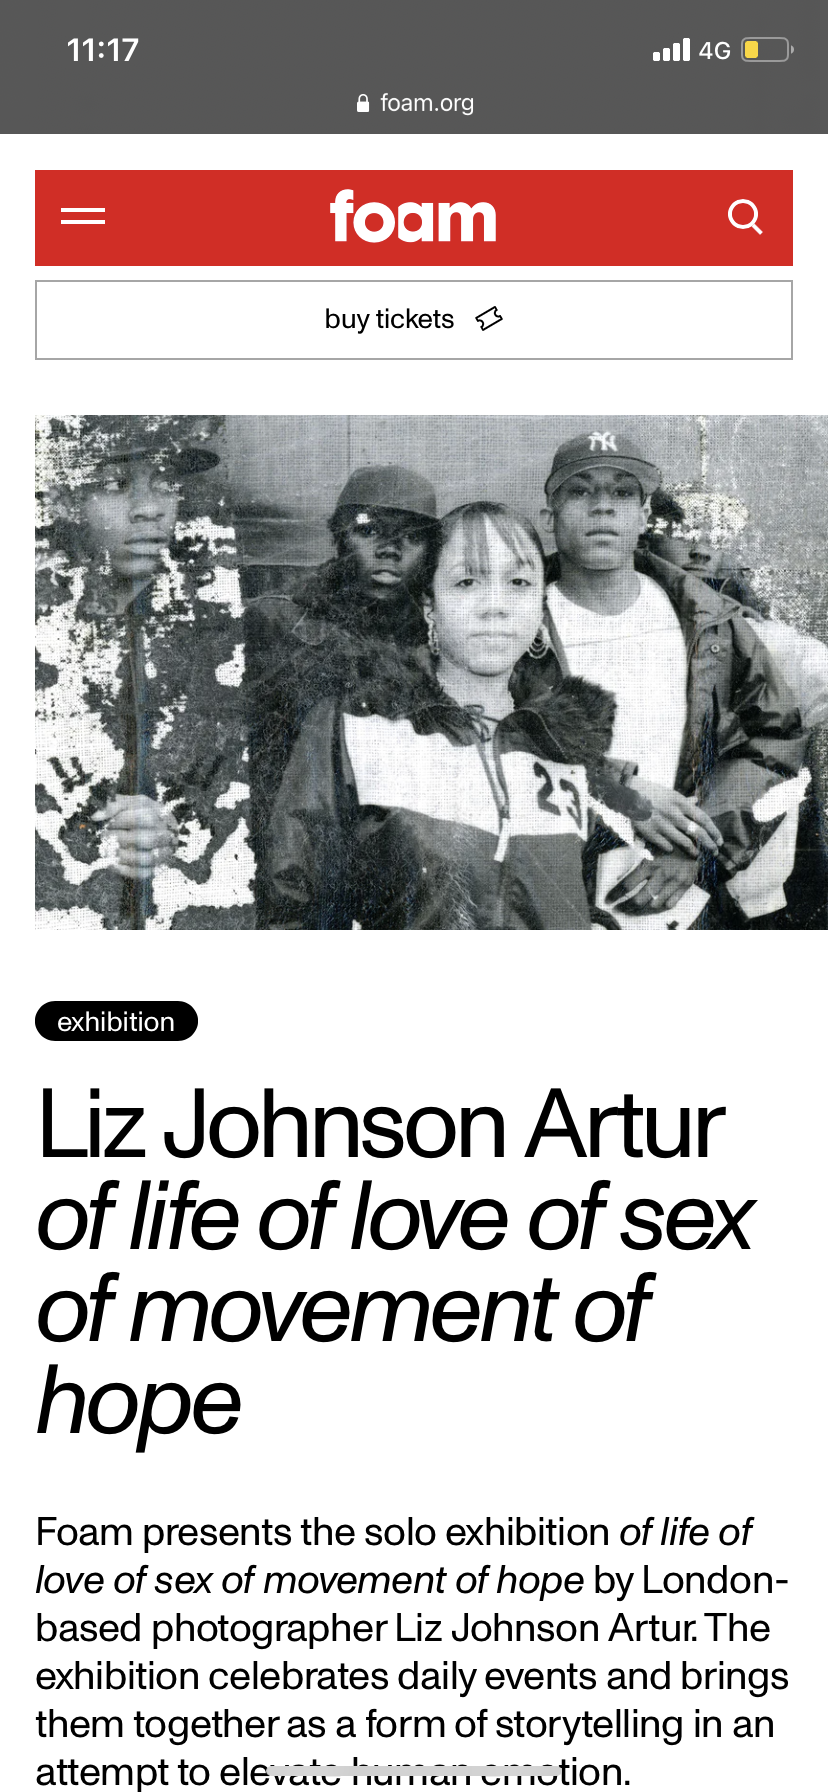 11:17
4G
foam.org
foam
buy tickets
NY
23
exhibition
Liz Johnson Artur
of life of love of sex
of movement of
hope
Foam presents the solo exhibition of life of
love of sex of movement of hope by London-
based photographer Liz Johnson Artur. The
exhibition celebrates daily events and brings
them together as a form of storytelling in an
attempt to elevate human emotion.